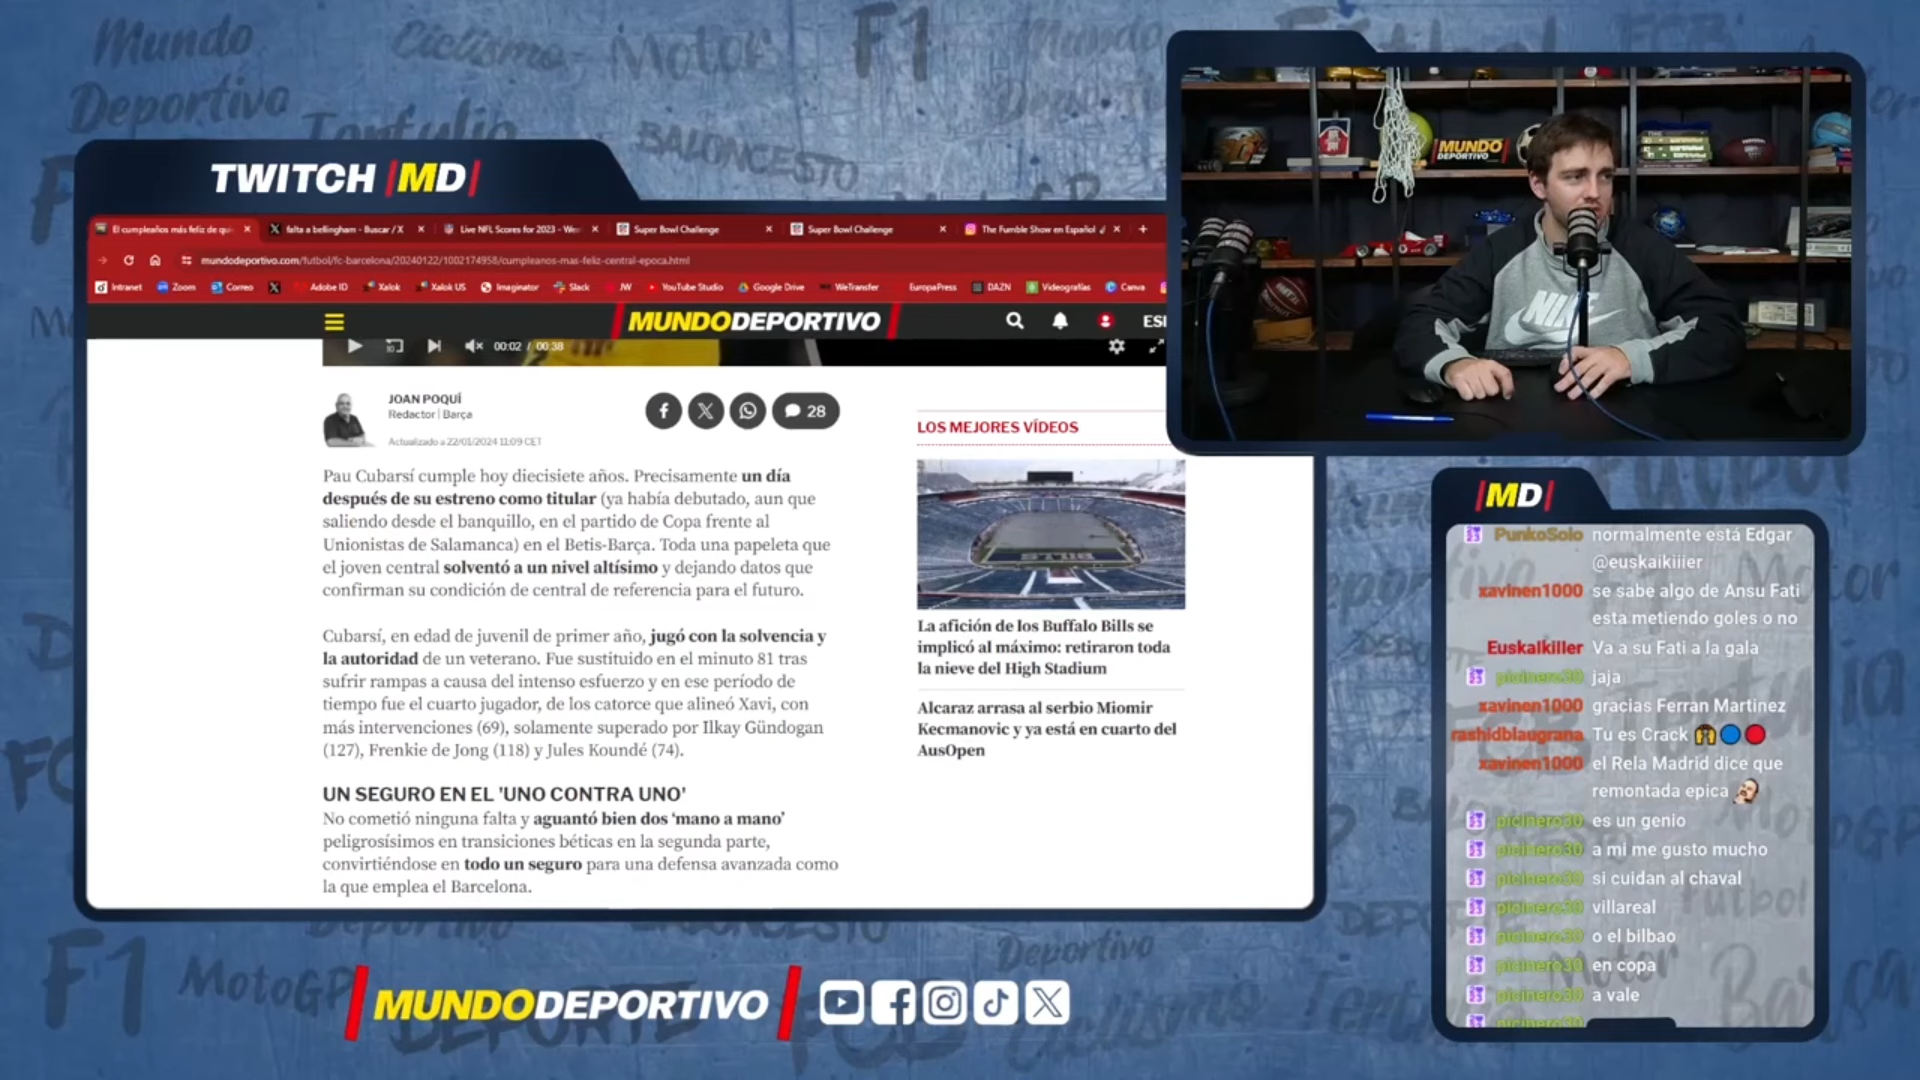 TWITCH |MD|
El cumpleaños más feliz de qui
falta a bellingham - Buscar / X
Live NFL Scores for 2023 - We
Super Bowl Challenge
Super Bowl Challenge
The Fumble Show en Español
mundodeportivo.com/futbol/fc-barcelona/20240122/1002174958/cumpleanos-mas-feliz-central-epoca.html
Intranet Zoom Correo Adobe ID Xalok Xalok US Imaginator Slack JW YouTube Studio Google Drive WeTransfer EuropaPress DAZN Videografías Canva
MUNDODEPORTIVO
ESI
00:02 / 00:38
JOAN POQUÍ
Redactor | Barça
Actualizado a 22/01/2024 11:09 CET
28
Pau Cubarsí cumple hoy diecisiete años. Precisamente un día
después de su estreno como titular (ya había debutado, aun que
saliendo desde el banquillo, en el partido de Copa frente al
Unionistas de Salamanca) en el Betis-Barça. Toda una papeleta que
el joven central solventó a un nivel altísimo y dejando datos que
confirman su condición de central de referencia para el futuro.
Cubarsí, en edad de juvenil de primer año, jugó con la solvencia y
la autoridad de un veterano. Fue sustituido en el minuto 81 tras
sufrir rampas a causa del intenso esfuerzo y en ese período de
tiempo fue el cuarto jugador, de los catorce que alineó Xavi, con
más intervenciones (69), solamente superado por Ilkay Gündogan
(127), Frenkie de Jong (118) y Jules Koundé (74).
UN SEGURO EN EL 'UNO CONTRA UNO'
No cometió ninguna falta y aguantó bien dos 'mano a mano'
peligrosísimos en transiciones béticas en la segunda parte,
convirtiéndose en todo un seguro para una defensa avanzada como
la que emplea el Barcelona.
LOS MEJORES VÍDEOS
La afición de los Buffalo Bills se
implicó al máximo: retiraron toda
la nieve del High Stadium
Alcaraz arrasa al serbio Miomir
Kecmanovic y ya está en cuarto del
AusOpen
MUNDO
DEPORTIVO
NIKE
|MD|
PunkoSolo normalmente está Edgar
@euskaikiiier
xavinen1000 se sabe algo de Ansu Fati
esta metiendo goles o no
Euskalkiller Va a su Fati a la gala
picinero30 jaja
xavinen1000 gracias Ferran Martinez
rashidblaugrana Tu es Crack
xavinen1000 el Rela Madrid dice que
remontada epica
picinero30 es un genio
picinero30 a mi me gusto mucho
picinero30 si cuidan al chaval
picinero30 villareal
picinero30 o el bilbao
picinero30 en copa
picinero30 a vale
picinero30
MUNDODEPORTIVO